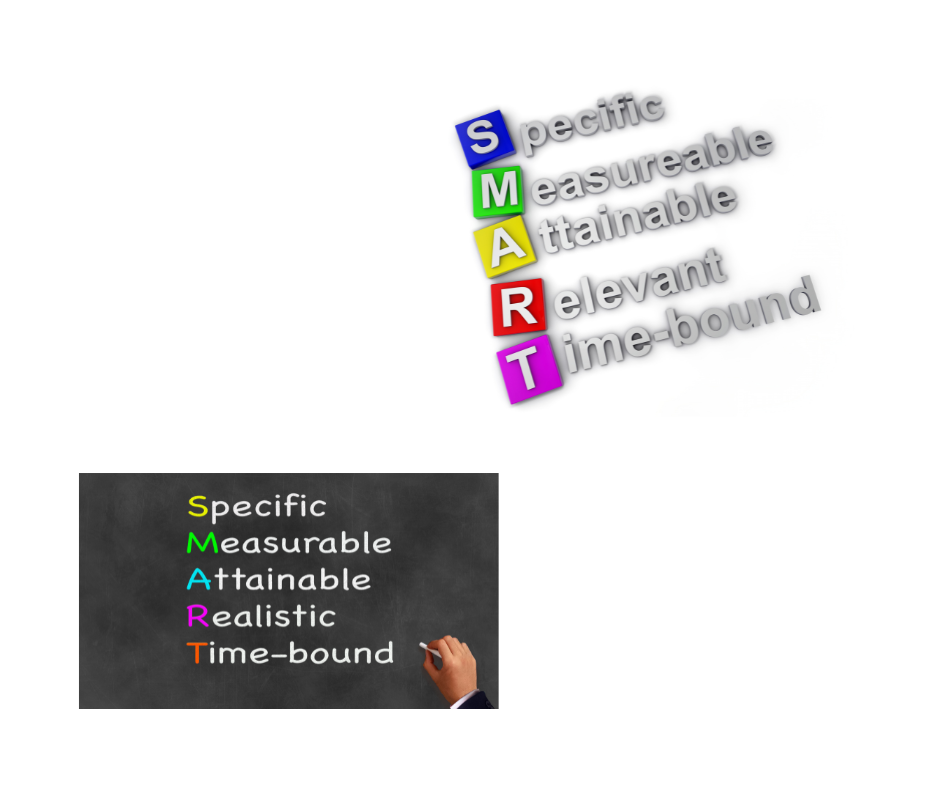 Specific
Measureable
Attainable
Relevant
Time-bound
Specific
Measurable
Attainable
Realistic
Time-bound